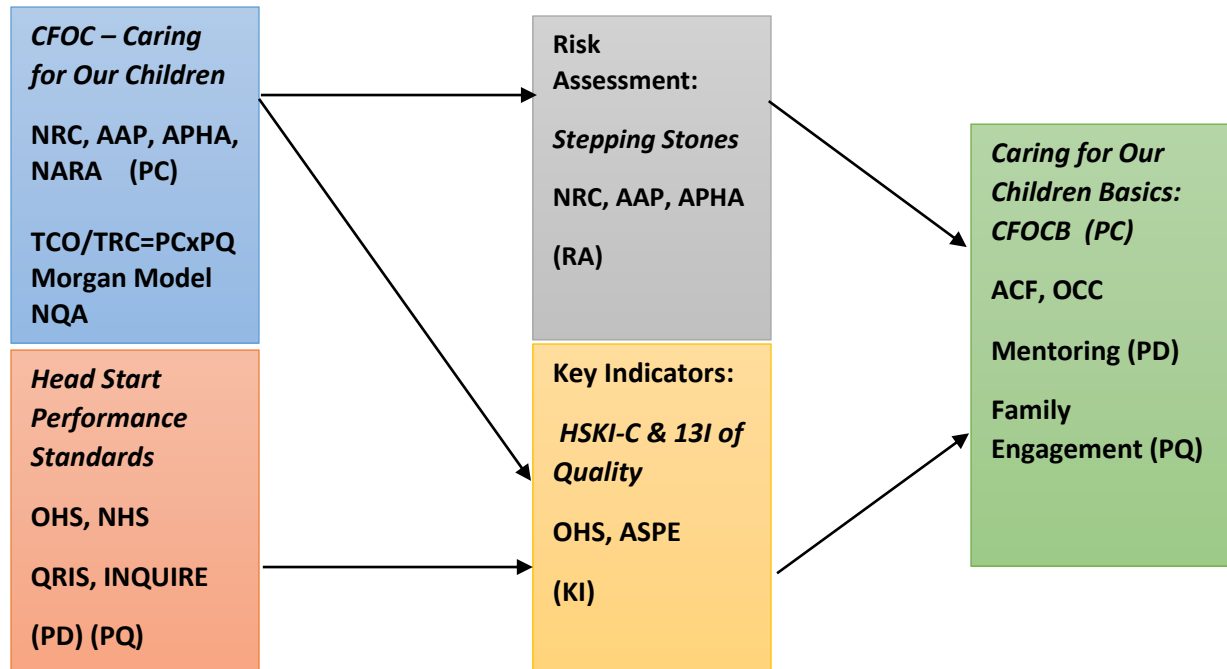 CFOC – Caring
for Our Children
NRC, AAP, APHA,
NARA (PC)
TCO/TRC=PCxPQ
Morgan Model
NQA
Head Start
Performance
Standards
OHS, NHS
QRIS, INQUIRE
(PD) (PQ)
Risk
Assessment:
Stepping Stones
NRC, AAP, APHA
(RA)
Key Indicators:
HSKI-C & 13I of
Quality
OHS, ASPE
(KI)
Caring for Our
Children Basics:
CFOCB (PC)
ACF, OCC
Mentoring (PD)
Family
Engagement (PQ)